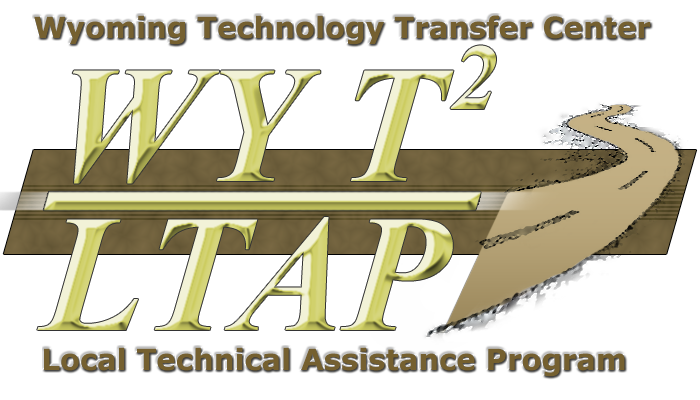 Wyoming Technology Transfer Center
WY T²
LTAP
Local Technical Assistance Program